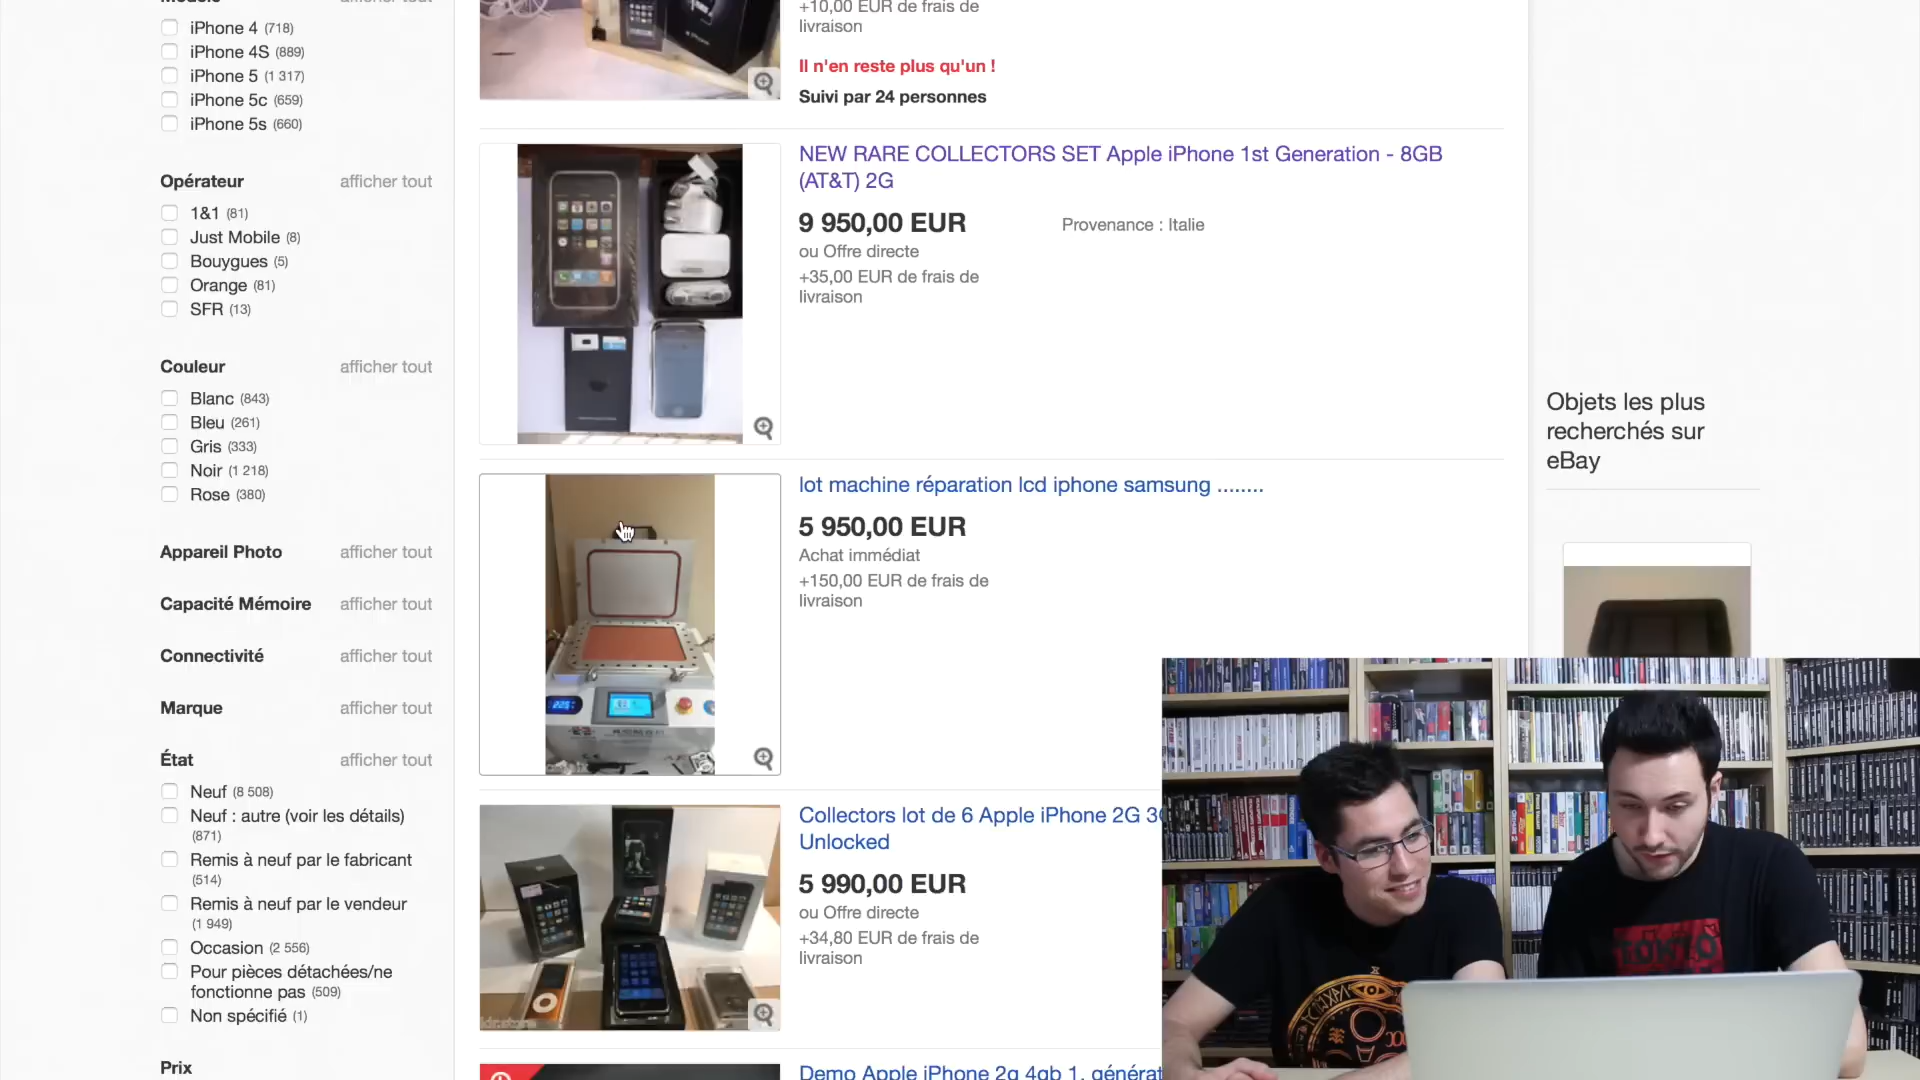 afficher tout
iPhone 4 (718)
iPhone 4S (889)
iPhone 5 (1 317)
iPhone 5c (659)
iPhone 5s (660)
Opérateur afficher tout
1&1 (81)
Just Mobile (8)
Bouygues (5)
Orange (81)
SFR (13)
Couleur afficher tout
Blanc (843)
Bleu (261)
Gris (333)
Noir (1 218)
Rose (380)
Appareil Photo afficher tout
Capacité Mémoire afficher tout
Connectivité afficher tout
Marque afficher tout
État afficher tout
Neuf (8 508)
Neuf : autre (voir les détails)
(871)
Remis à neuf par le fabricant
(514)
Remis à neuf par le vendeur
(1 949)
Occasion (2 556)
Pour pièces détachées/ne
fonctionne pas (509)
Non spécifié (1)
Prix
+10,00 EUR de frais de
livraison
Il n'en reste plus qu'un !
Suivi par 24 personnes
NEW RARE COLLECTORS SET Apple iPhone 1st Generation - 8GB
(AT&T) 2G
9 950,00 EUR
Provenance : Italie
ou Offre directe
+35,00 EUR de frais de
livraison
lot machine réparation lcd iphone samsung ........
5 950,00 EUR
Achat immédiat
+150,00 EUR de frais de
livraison
Collectors lot de 6 Apple iPhone 2G
Unlocked
5 990,00 EUR
ou Offre directe
+34,80 EUR de frais de
livraison
Demo Apple iPhone 2g 4gb 1. générat
Objets les plus
recherchés sur
eBay